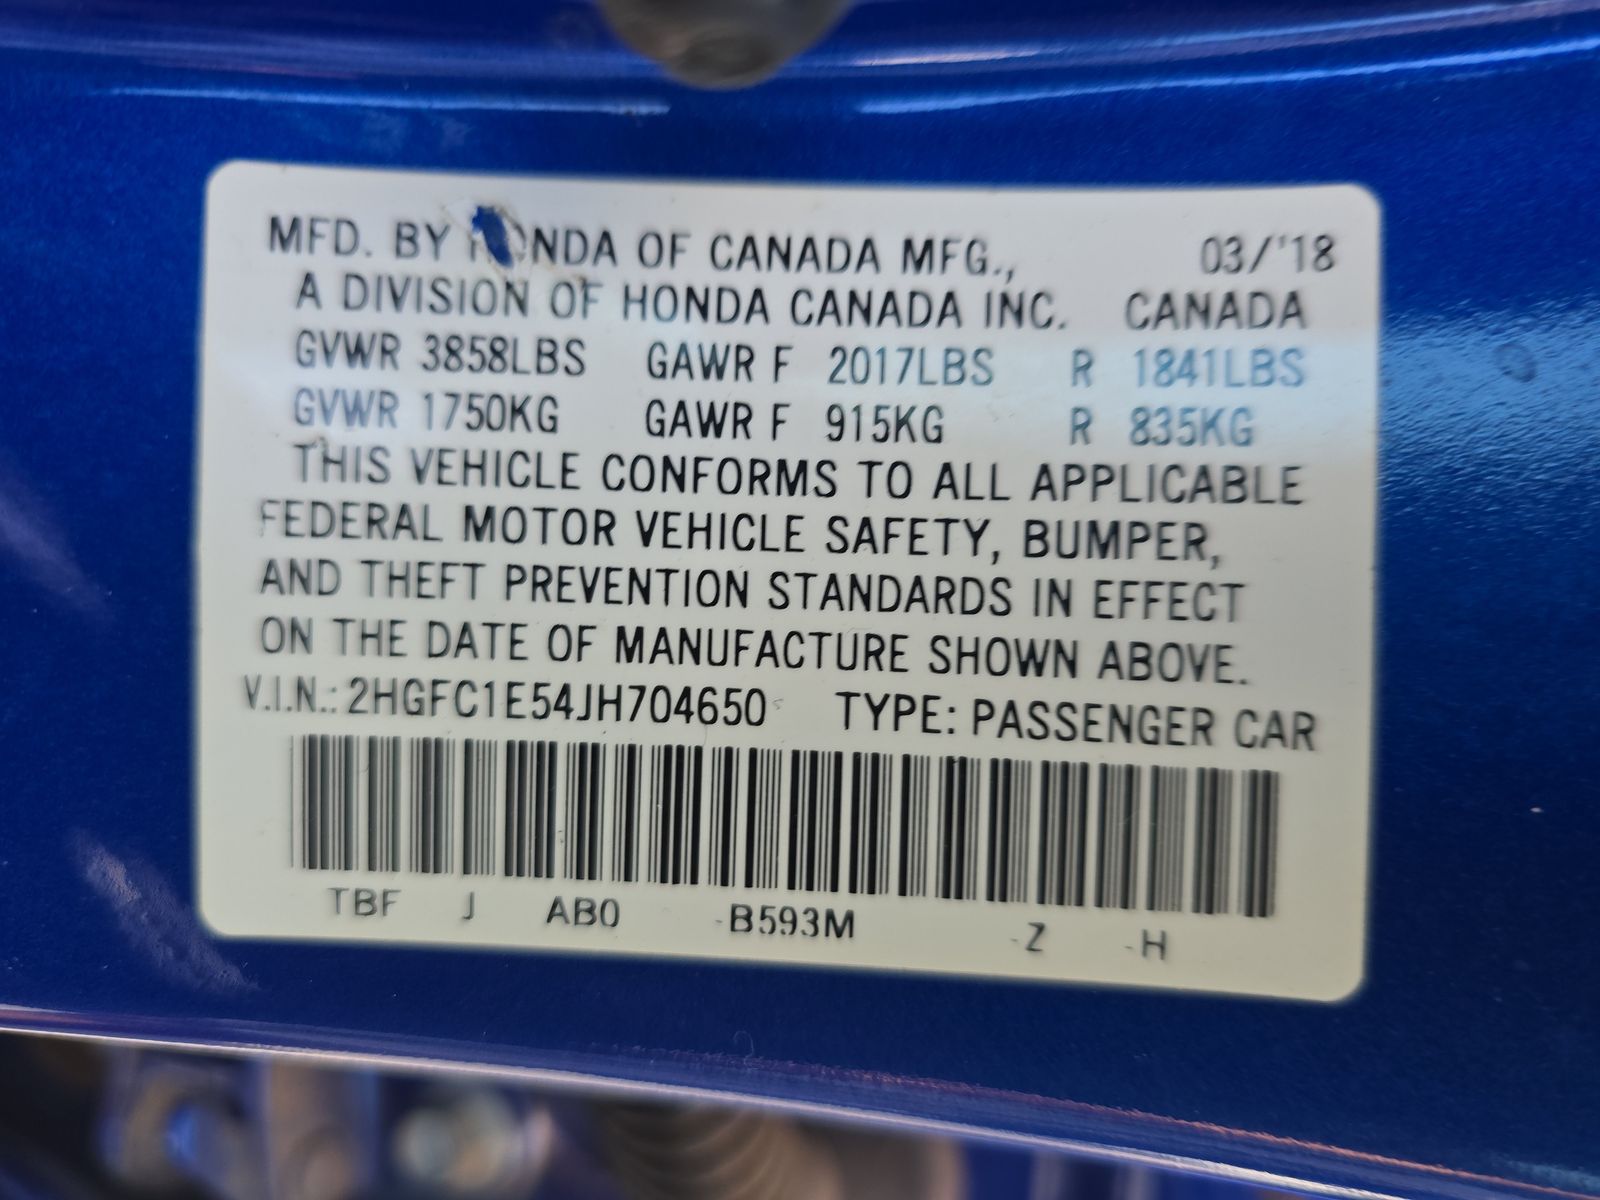 MFD. BY HONDA OF CANADA MFG., 03/'18
A DIVISION OF HONDA CANADA INC. CANADA
GVWR 3858LBS GAWR F 2017LBS R 1841LBS
GVWR 1750KG GAWR F 915KG R 835KG
THIS VEHICLE CONFORMS TO ALL APPLICABLE
FEDERAL MOTOR VEHICLE SAFETY, BUMPER,
AND THEFT PREVENTION STANDARDS IN EFFECT
ON THE DATE OF MANUFACTURE SHOWN ABOVE.
V.I.N.: 2HGFC1E54JH704650 TYPE: PASSENGER CAR
TBF J AB0 -B593M -Z -H